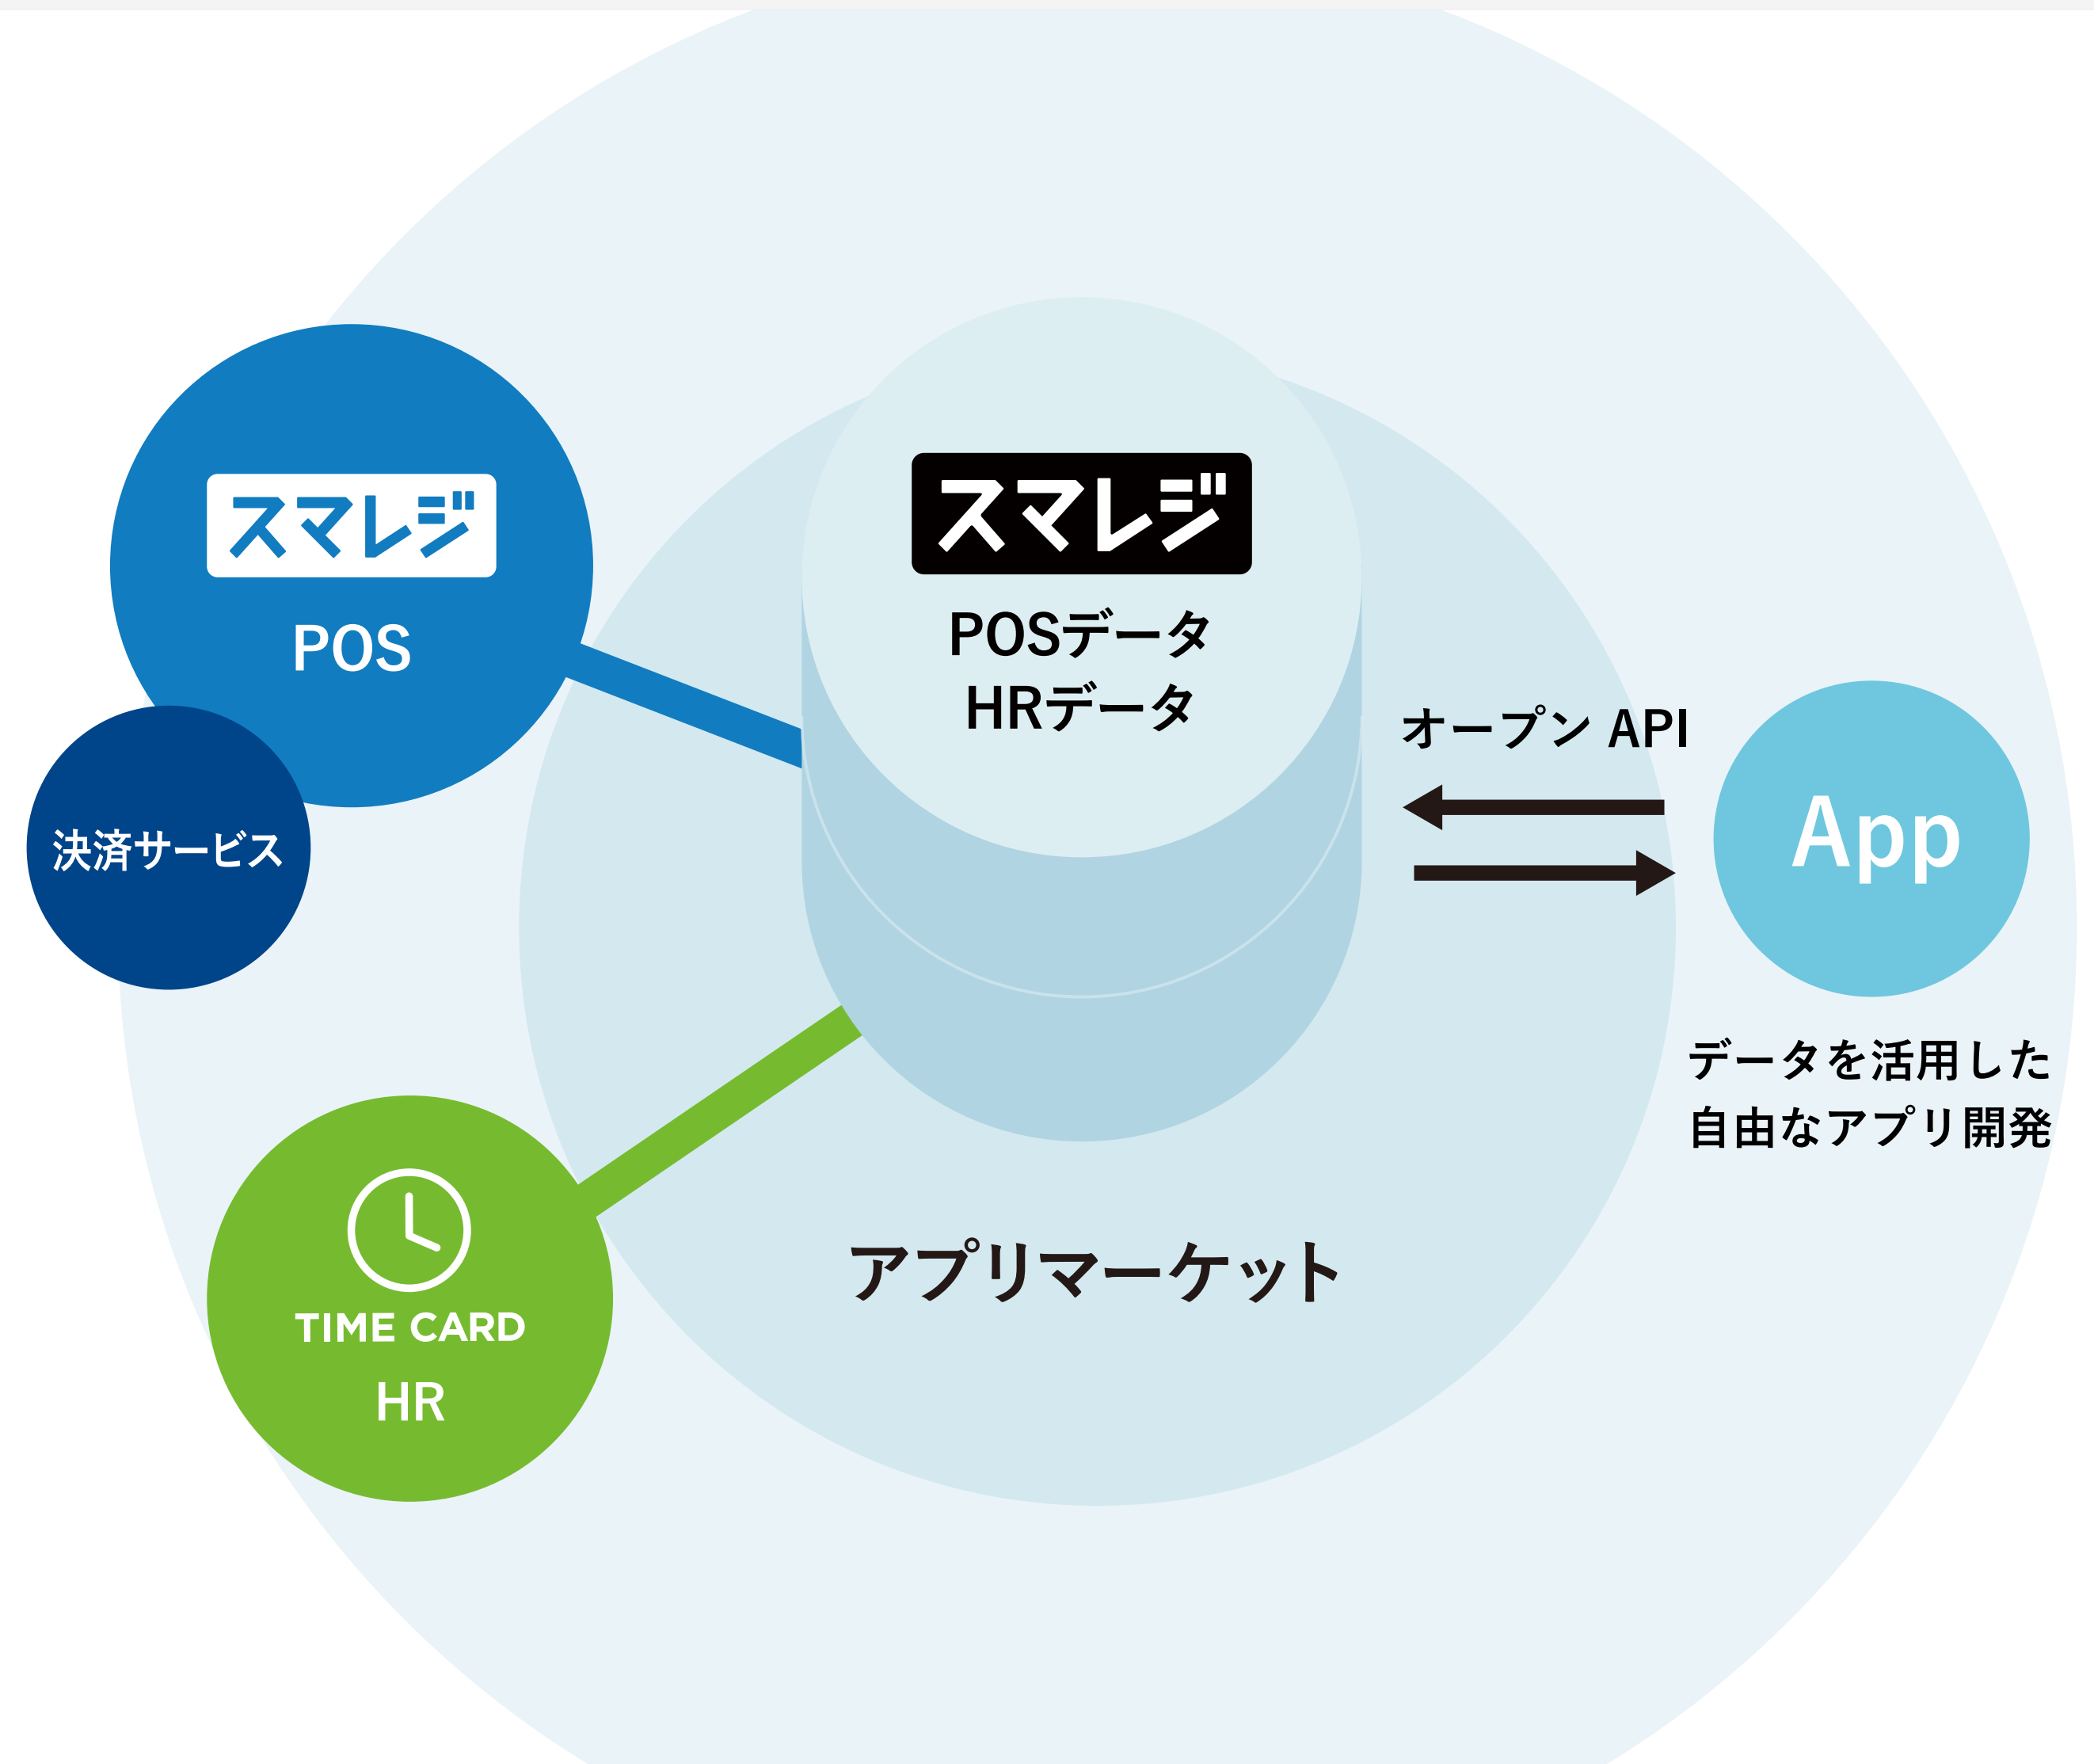 スマレジ
POS
決済サービス
スマレジ
POSデータ
HRデータ
オープン API
App
データを活用した
自由なアプリ開発
TIME CARD
HR
アプリマーケット